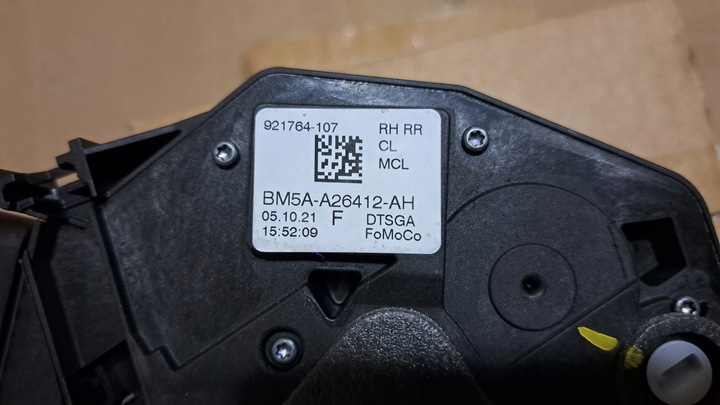 921764-107 RH RR
CL
MCL
BM5A-A26412-AH
05.10.21 F DTSGA
15:52:09 FoMoCo